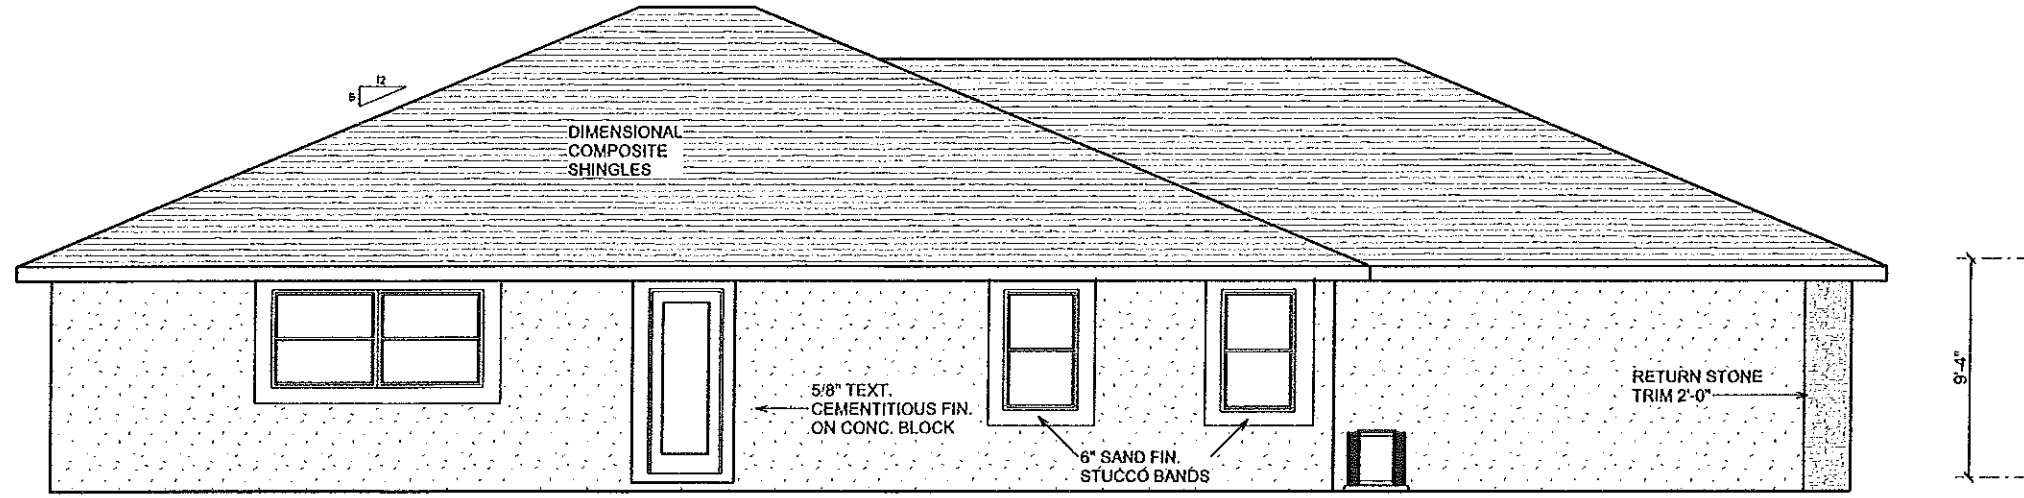 12
5
DIMENSIONAL
COMPOSITE
SHINGLES
5/8" TEXT.
CEMENTITIOUS FIN.
ON CONC. BLOCK
6" SAND FIN.
STUCCO BANDS
RETURN STONE
TRIM 2'-0"
9'-4"